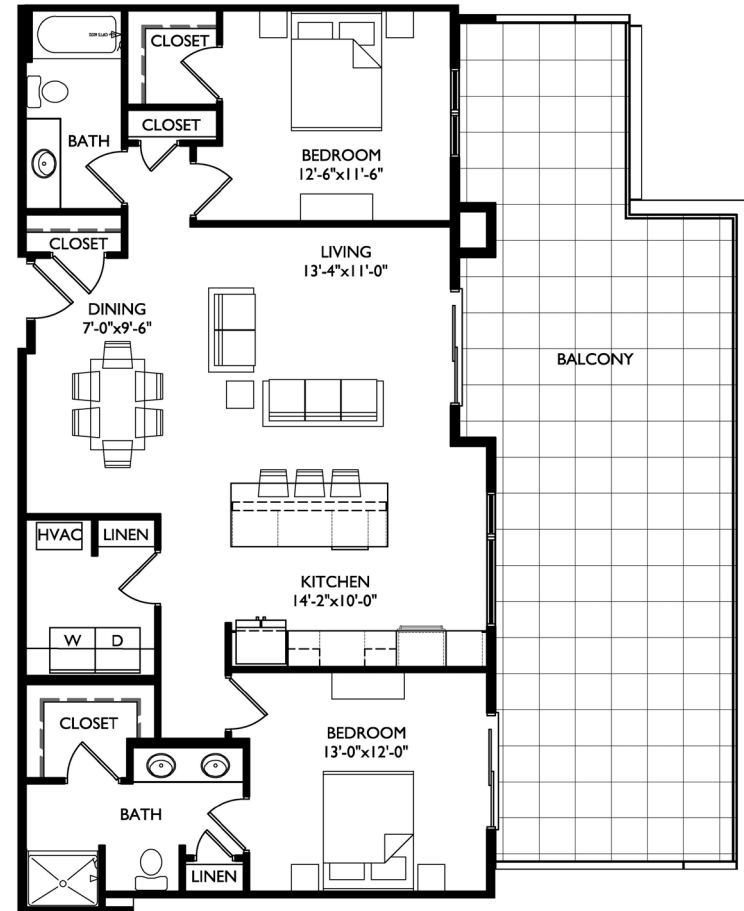 CLOSET
CLOSET
BATH
BEDROOM
12'-6"x11'-6"
CLOSET
LIVING
13'-4"x11'-0"
DINING
7'-0"x9'-6"
BALCONY
HVAC
LINEN
KITCHEN
14'-2"x10'-0"
W
D
CLOSET
BEDROOM
13'-0"x12'-0"
BATH
LINEN